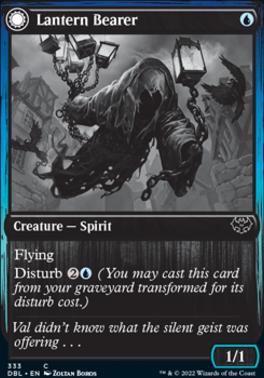 Lantern Bearer
Creature — Spirit
Flying
Disturb 2 (You may cast this card
from your graveyard transformed for its
disturb cost.)
Val didn't know what the silent geist was
offering . . .
1/1
333 C
DBL • EN ZOLTAN BOROS
™ & © 2022 Wizards of the Coast